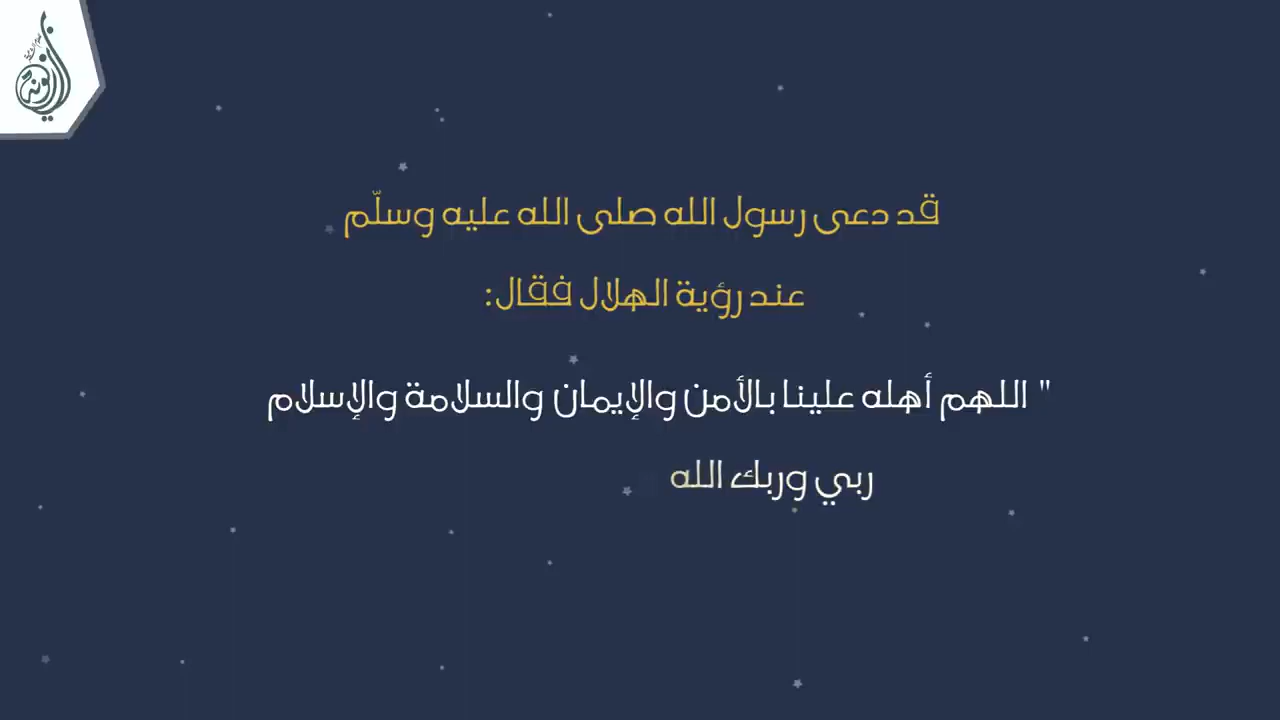 قد دعى رسول الله صلى الله عليه وسلّم
عند رؤية الهلال فقال:
" اللهم أهله علينا بالأمن والإيمان والسلامة والإسلام
ربي وربك الله